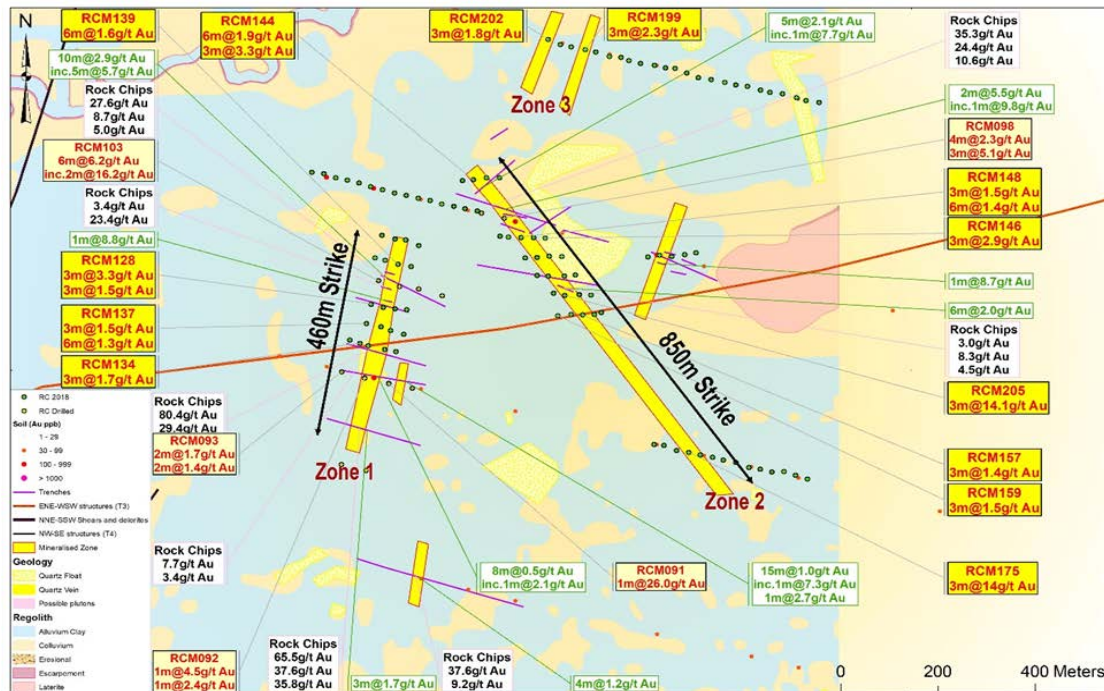 RCM139
6m@1.6g/t Au
RCM144
6m@1.9g/t Au
3m@3.3g/t Au
RCM202
3m@1.8g/t Au
RCM199
3m@2.3g/t Au
5m@2.1g/t Au
inc.1m@7.7g/t Au
Rock Chips
35.3g/t Au
24.4g/t Au
10.6g/t Au
N
10m@2.9g/t Au
inc.5m@5.7g/t Au
Rock Chips
27.6g/t Au
8.7g/t Au
5.0g/t Au
Zone 3
2m@5.5g/t Au
inc.1m@9.8g/t Au
RCM098
4m@2.3g/t Au
3m@5.1g/t Au
RCM103
6m@6.2g/t Au
inc.2m@16.2g/t Au
RCM148
3m@1.5g/t Au
6m@1.4g/t Au
Rock Chips
3.4g/t Au
23.4g/t Au
RCM146
3m@2.9g/t Au
1m@8.8g/t Au
RCM128
3m@3.3g/t Au
3m@1.5g/t Au
1m@8.7g/t Au
6m@2.0g/t Au
RCM137
3m@1.5g/t Au
6m@1.3g/t Au
460m Strike
850m Strike
Rock Chips
3.0g/t Au
8.3g/t Au
4.5g/t Au
RCM134
3m@1.7g/t Au
RCM205
3m@14.1g/t Au
Rock Chips
80.4g/t Au
29.4g/t Au
RCM093
2m@1.7g/t Au
2m@1.4g/t Au
Zone 1
Zone 2
RCM157
3m@1.4g/t Au
RCM159
3m@1.5g/t Au
Rock Chips
7.7g/t Au
3.4g/t Au
8m@0.5g/t Au
inc.1m@2.1g/t Au
RCM091
1m@26.0g/t Au
15m@1.0g/t Au
inc.1m@7.3g/t Au
1m@2.7g/t Au
RCM175
3m@14g/t Au
RCM092
1m@4.5g/t Au
1m@2.4g/t Au
Rock Chips
65.5g/t Au
37.6g/t Au
35.8g/t Au
3m@1.7g/t Au
Rock Chips
37.6g/t Au
9.2g/t Au
4m@1.2g/t Au
0 200 400 Meters
RC 2018
RC Drilled
Soil (Au ppb)
1 - 29
30 - 99
100 - 999
> 1000
Trenches
ENE-WSW structures (T3)
NNE-SSW Shears and dolerites
NW-SE structures (T4)
Mineralised Zone
Geology
Quartz Float
Quartz Vein
Possible plutons
Regolith
Alluvium Clay
Colluvium
Erosional
Escarpment
Laterite